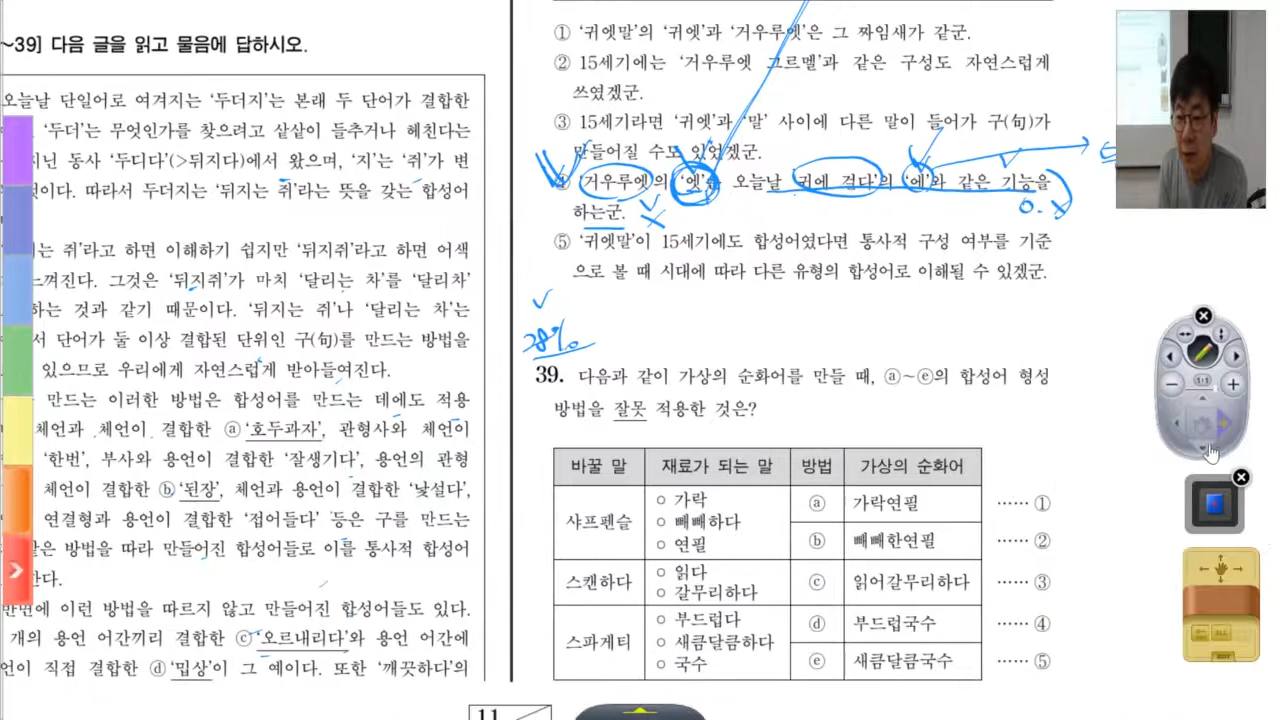 ~39] 다음 글을 읽고 물음에 답하시오.
오늘날 단일어로 여겨지는 '두더지'는 본래 두 단어가 결합한
'두더'는 무엇인가를 찾으려고 샅샅이 들추거나 헤친다는
지닌 동사 '두디다'(>뒤지다)에서 왔으며, '지'는 '쥐'가 변
것이다. 따라서 두더지는 '뒤지는 쥐'라는 뜻을 갖는 합성어
는 쥐'라고 하면 이해하기 쉽지만 '뒤지쥐'라고 하면 어색
느껴진다. 그것은 '뒤지쥐'가 마치 '달리는 차'를 '달리차'
하는 것과 같기 때문이다. '뒤지는 쥐'나 '달리는 차'는
서 단어가 둘 이상 결합된 단위인 구(句)를 만드는 방법을
있으므로 우리에게 자연스럽게 받아들여진다.
만드는 이러한 방법은 합성어를 만드는 데에도 적용
체언과 체언이 결합한 ⓐ'호두과자', 관형사와 체언이
'한번', 부사와 용언이 결합한 '잘생기다', 용언의 관형
체언이 결합한 ⓑ'된장', 체언과 용언이 결합한 '낯설다',
연결형과 용언이 결합한 '접어들다' 등은 구를 만드는
같은 방법을 따라 만들어진 합성어들로 이를 통사적 합성어
한다.
반면에 이런 방법을 따르지 않고 만들어진 합성어들도 있다.
개의 용언 어간끼리 결합한 ⓒ'오르내리다'와 용언 어간에
언이 직접 결합한 ⓓ'밉상'이 그 예이다. 또한 '깨끗하다'의
11
① '귀엣말'의 '귀엣'과 '거우루엣'은 그 짜임새가 같군.
② 15세기에는 '거우루엣 그르멜'과 같은 구성도 자연스럽게
쓰였겠군.
③ 15세기라면 '귀엣'과 '말' 사이에 다른 말이 들어가 구(句)가
만들어질 수도 있었겠군.
④ '거우루엣'의 '엣'은 오늘날 '귀에 걸다'의 '에'와 같은 기능을
하는군.
⑤ '귀엣말'이 15세기에도 합성어였다면 통사적 구성 여부를 기준
으로 볼 때 시대에 따라 다른 유형의 합성어로 이해될 수 있겠군.
28%
39. 다음과 같이 가상의 순화어를 만들 때, ⓐ~ⓔ의 합성어 형성
방법을 잘못 적용한 것은?
바꿀 말 재료가 되는 말 방법 가상의 순화어
샤프펜슬 ○ 가락 ○ 빼빼하다 ○ 연필 ⓐ 가락연필 …… ①
ⓑ 빼빼한연필 …… ②
스캔하다 ○ 읽다 ○ 갈무리하다 ⓒ 읽어갈무리하다 …… ③
스파게티 ○ 부드럽다 ○ 새큼달큼하다 ○ 국수 ⓓ 부드럽국수 …… ④
ⓔ 새큼달큼국수 …… ⑤
1:1
ALL